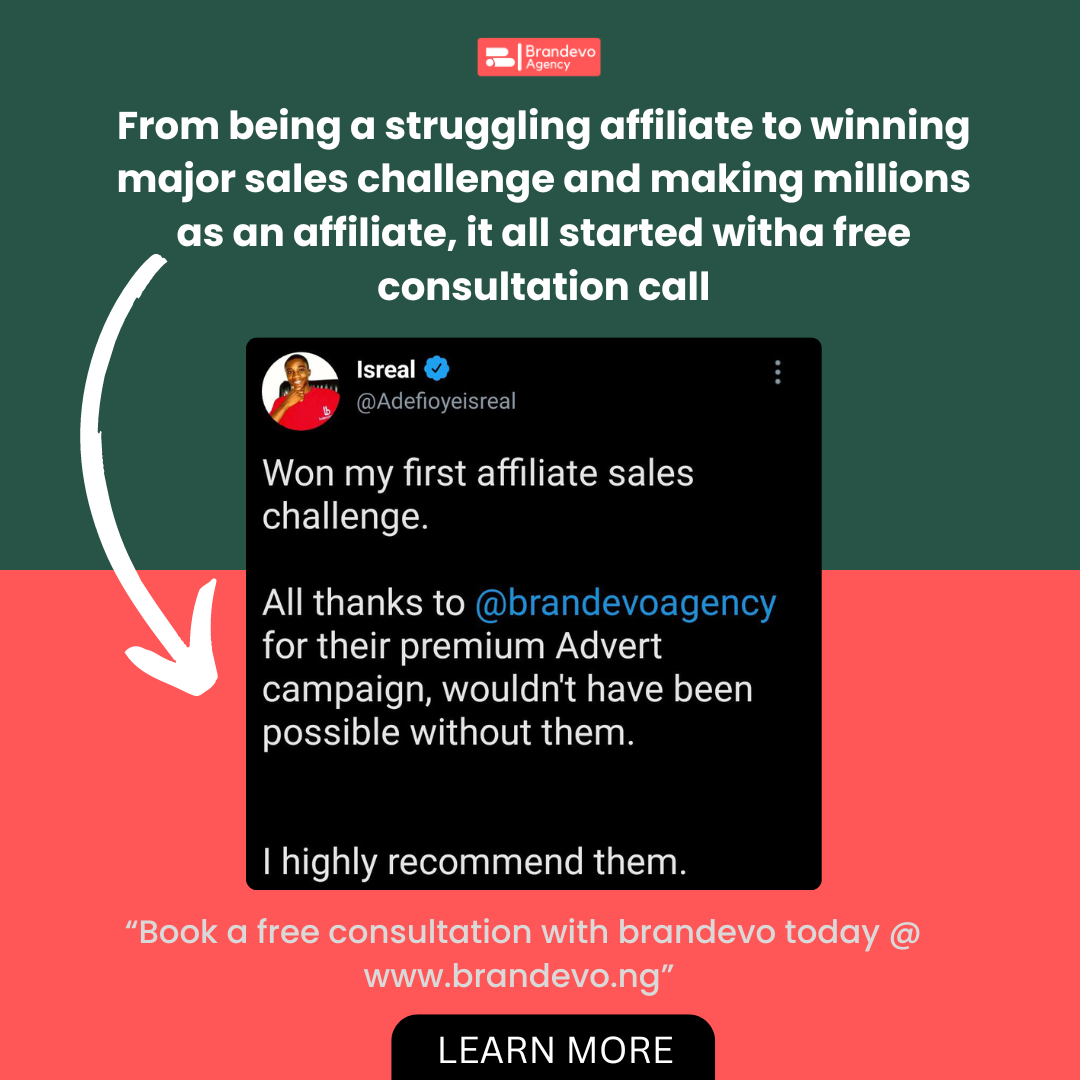 Brandevo
Agency
From being a struggling affiliate to winning
major sales challenge and making millions
as an affiliate, it all started witha free
consultation call
Isreal
@Adefioyeisreal
Won my first affiliate sales
challenge.
All thanks to @brandevoagency
for their premium Advert
campaign, wouldn't have been
possible without them.
I highly recommend them.
“Book a free consultation with brandevo today @
www.brandevo.ng”
LEARN MORE